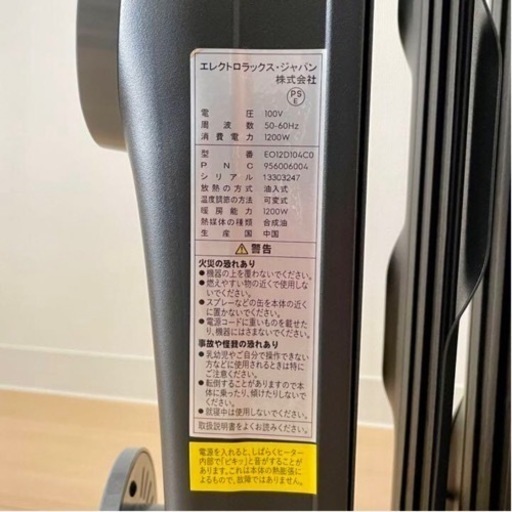 エレクトロラックス・ジャパン
株式会社
PS
E
電圧 100V
周波数 50-60Hz
消費電力 1200W
型番 EO12D104C0
PNC 956006004
シリアル 13303247
放熱の方式 油入式
温度調節の方法 可変式
暖房能力 1200W
熱媒体の種類 合成油
生産国 中国
警告
火災の恐れあり
●機器の上を覆わないでください。
●燃えやすい物の近くで使用しな
いでください。
●スプレーなどの缶を本体の近く
に置かないでください。
●電源コードに重いものを載せた
り、機器にはさまないでください。
事故や怪我の恐れあり
●乳幼児やご自分で操作できない
方などに使用されるときは特にご
注意ください。
●転倒することがありますので本
体に乗ったり、傾けたりしないで
ください。
●就寝中は使用しないでください。
取扱説明書をよくお読みください。
電源を入れると、しばらくヒーター
内部で「ピキッ」と音がすることが
あります。これは本体の熱膨張に
よるもので、故障ではありません。